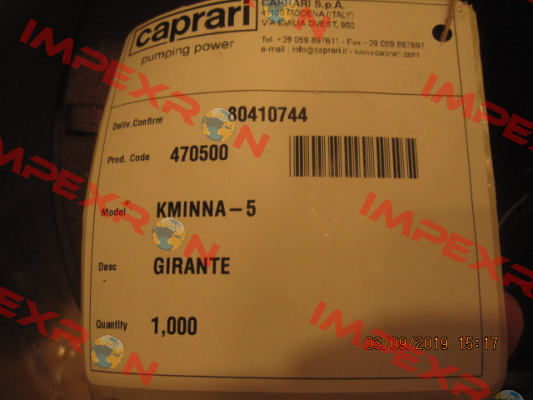 caprari
pumping power
CAPRARI S.p.A.
41100 MODENA (ITALY)
VIA EMILIA OVEST, 900
Tel. +39 059 897611 - Fax +39 059 897897
e-mail : info@caprari.it - www.caprari.com
Deliv.Confirm 80410744
Prod. Code 470500
Model KMINNA-5
Desc GIRANTE
Quantity 1,000
03/09/2019 15:17
IMPEXRON
IMPEXRON
IMPEXRON
IMPEXRON
IMPEXRON